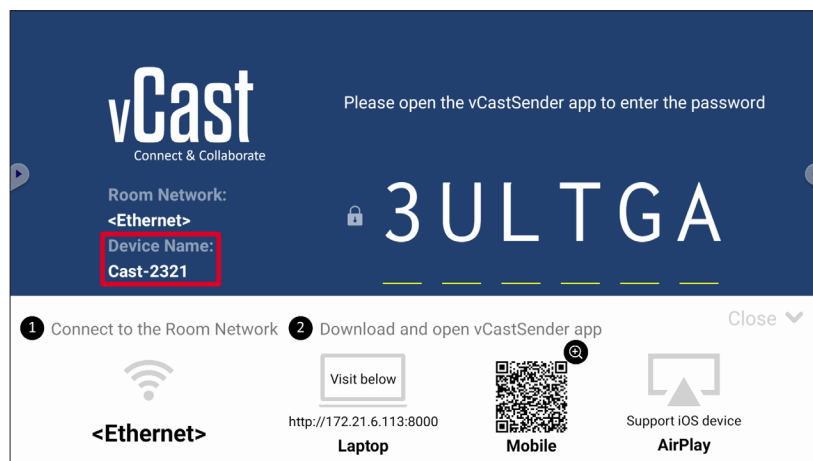 vCast
Connect & Collaborate
Please open the vCastSender app to enter the password
Room Network:
<Ethernet>
Device Name:
Cast-2321
3ULTGA
Close
1 Connect to the Room Network
2 Download and open vCastSender app
<Ethernet>
Visit below
http://172.21.6.113:8000
Laptop
Mobile
Support iOS device
AirPlay